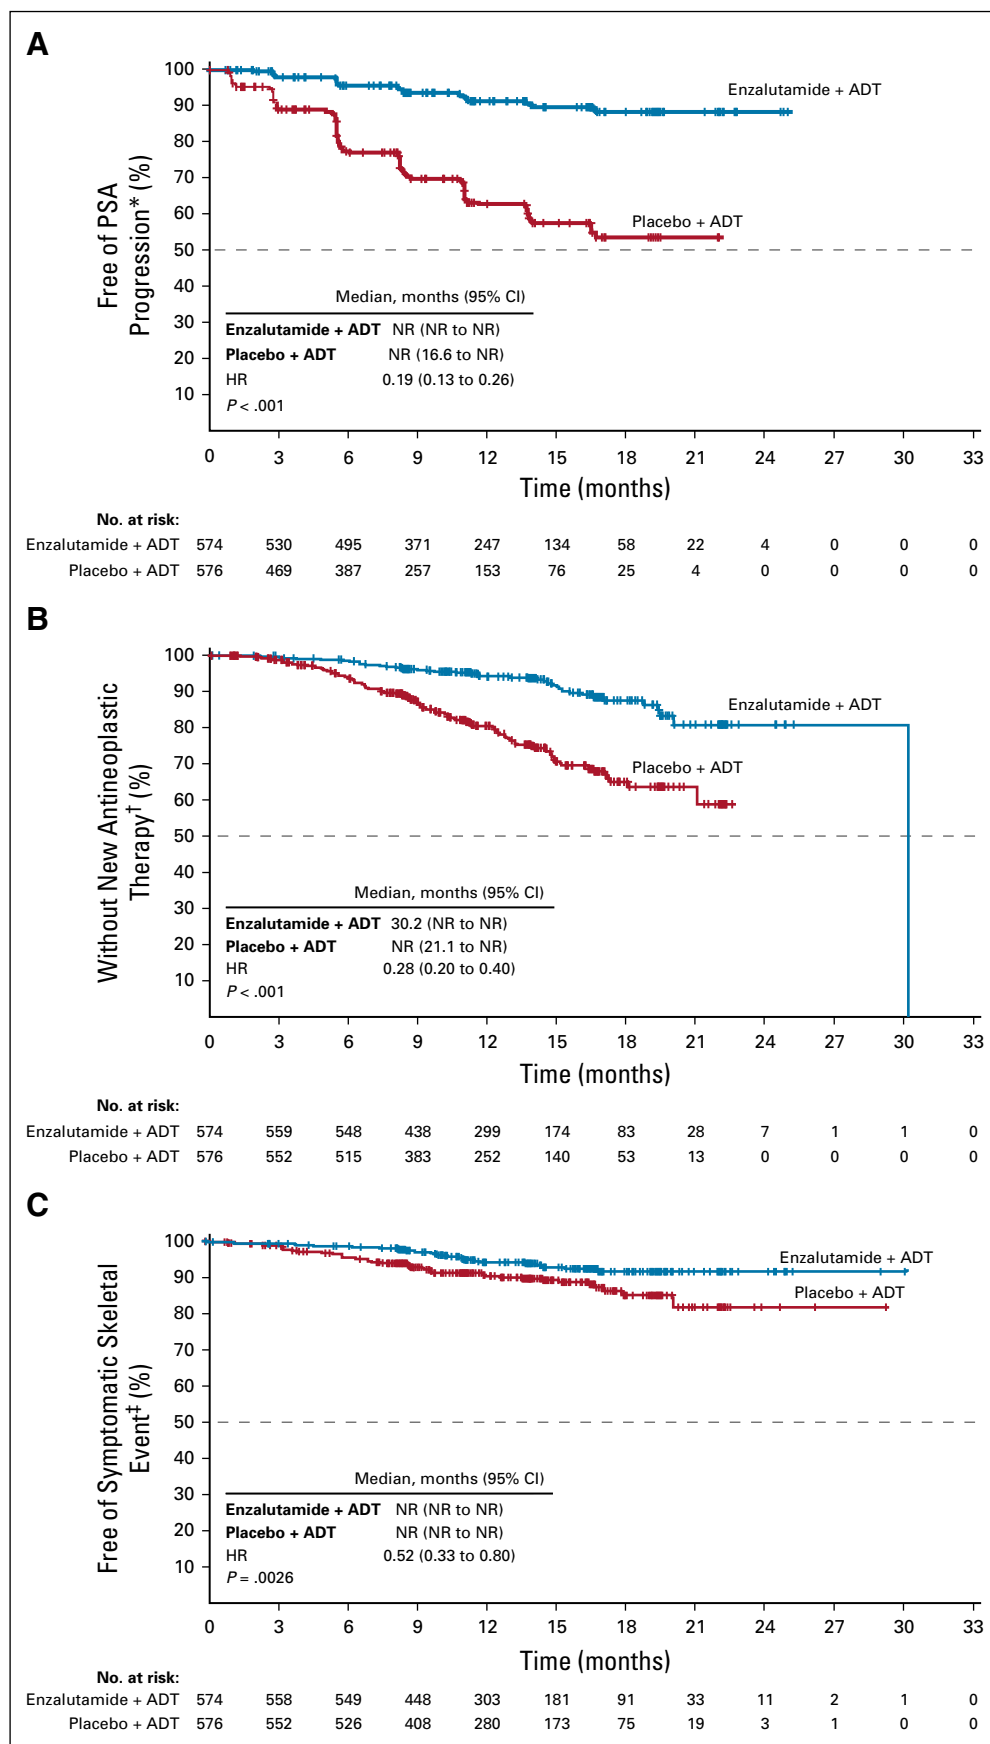 A
100
90
80
70
60
50
40
30
20
10
Free of PSA
Progression* (%)
Enzalutamide + ADT
Placebo + ADT
Median, months (95% CI)
Enzalutamide + ADT NR (NR to NR)
Placebo + ADT NR (16.6 to NR)
HR 0.19 (0.13 to 0.26)
P < .001
0 3 6 9 12 15 18 21 24 27 30 33
Time (months)
No. at risk:
Enzalutamide + ADT 574 530 495 371 247 134 58 22 4 0 0 0
Placebo + ADT 576 469 387 257 153 76 25 4 0 0 0 0
B
100
90
80
70
60
50
40
30
20
10
Without New Antineoplastic
Therapy† (%)
Enzalutamide + ADT
Placebo + ADT
Median, months (95% CI)
Enzalutamide + ADT 30.2 (NR to NR)
Placebo + ADT NR (21.1 to NR)
HR 0.28 (0.20 to 0.40)
P < .001
0 3 6 9 12 15 18 21 24 27 30 33
Time (months)
No. at risk:
Enzalutamide + ADT 574 559 548 438 299 174 83 28 7 1 1 0
Placebo + ADT 576 552 515 383 252 140 53 13 0 0 0 0
C
100
90
80
70
60
50
40
30
20
10
Free of Symptomatic Skeletal
Event‡ (%)
Enzalutamide + ADT
Placebo + ADT
Median, months (95% CI)
Enzalutamide + ADT NR (NR to NR)
Placebo + ADT NR (NR to NR)
HR 0.52 (0.33 to 0.80)
P = .0026
0 3 6 9 12 15 18 21 24 27 30 33
Time (months)
No. at risk:
Enzalutamide + ADT 574 558 549 448 303 181 91 33 11 2 1 0
Placebo + ADT 576 552 526 408 280 173 75 19 3 1 0 0